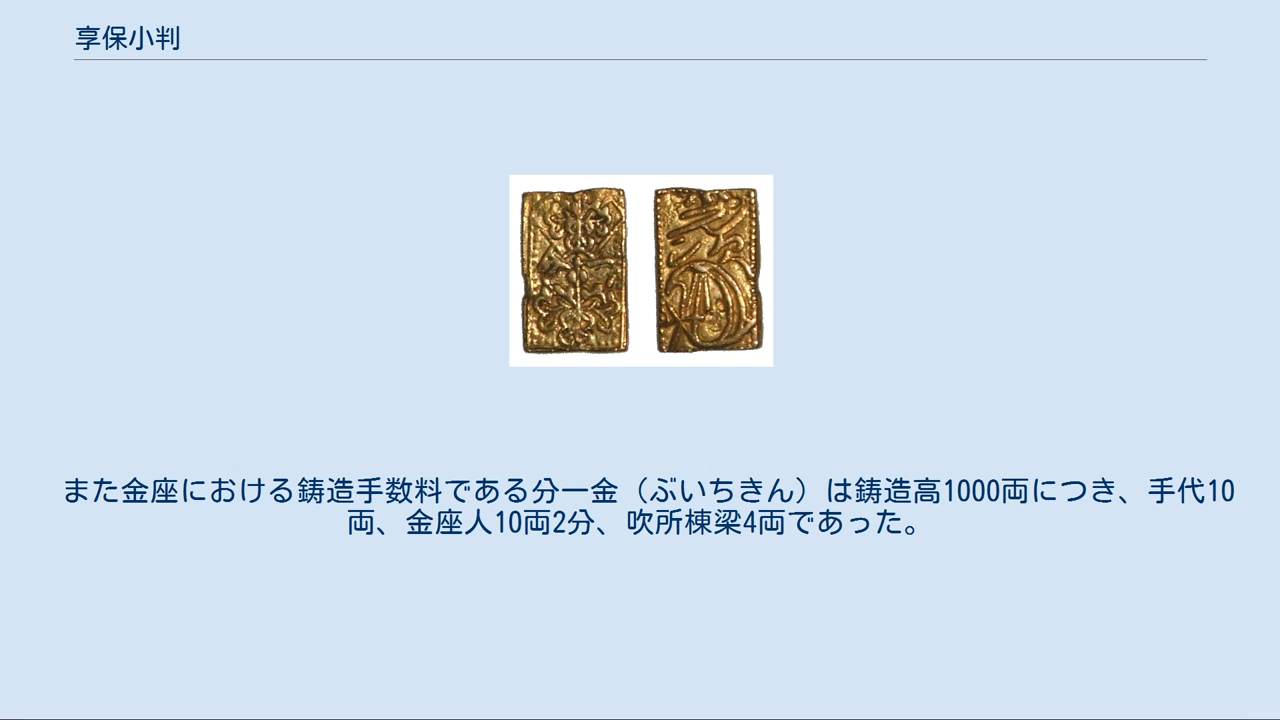 享保小判
また金座における鋳造手数料である分一金（ぶいちきん）は鋳造高1000両につき、手代10
両、金座人10両2分、吹所棟梁4両であった。